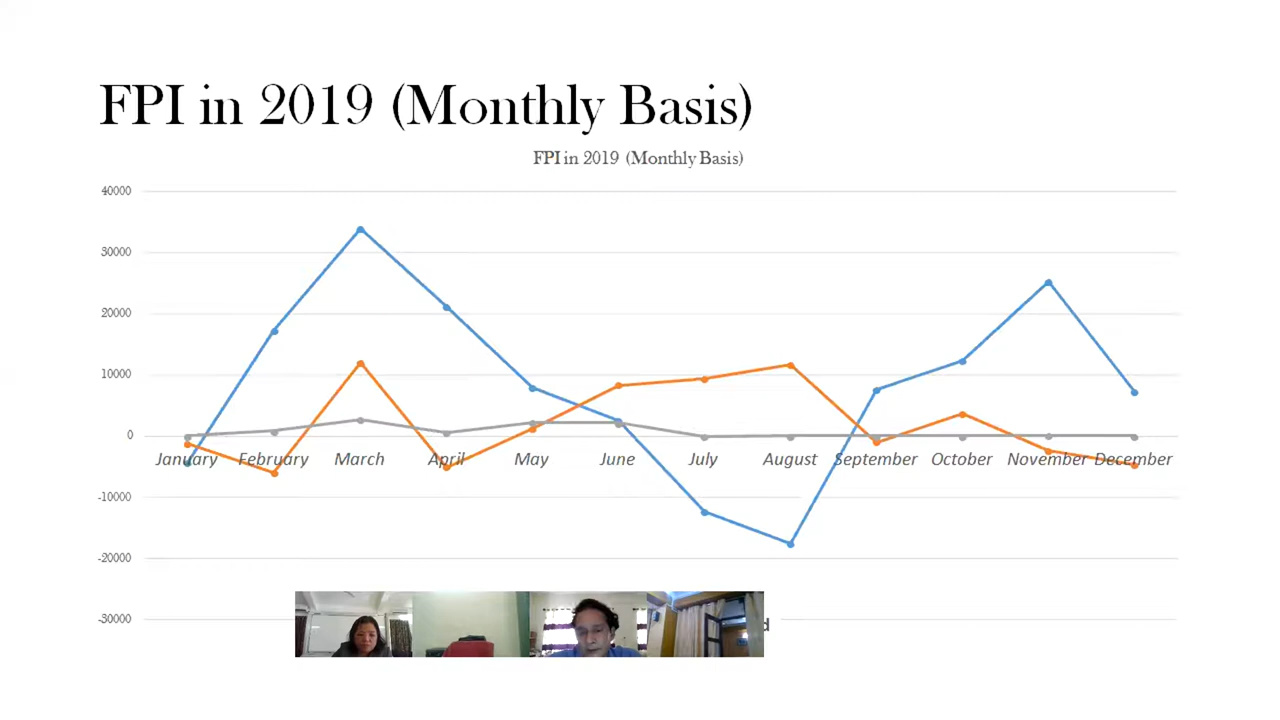 FPI in 2019 (Monthly Basis)
FPI in 2019 (Monthly Basis)
40000
30000
20000
10000
0
-10000
-20000
-30000
January February March April May June July August September October November December